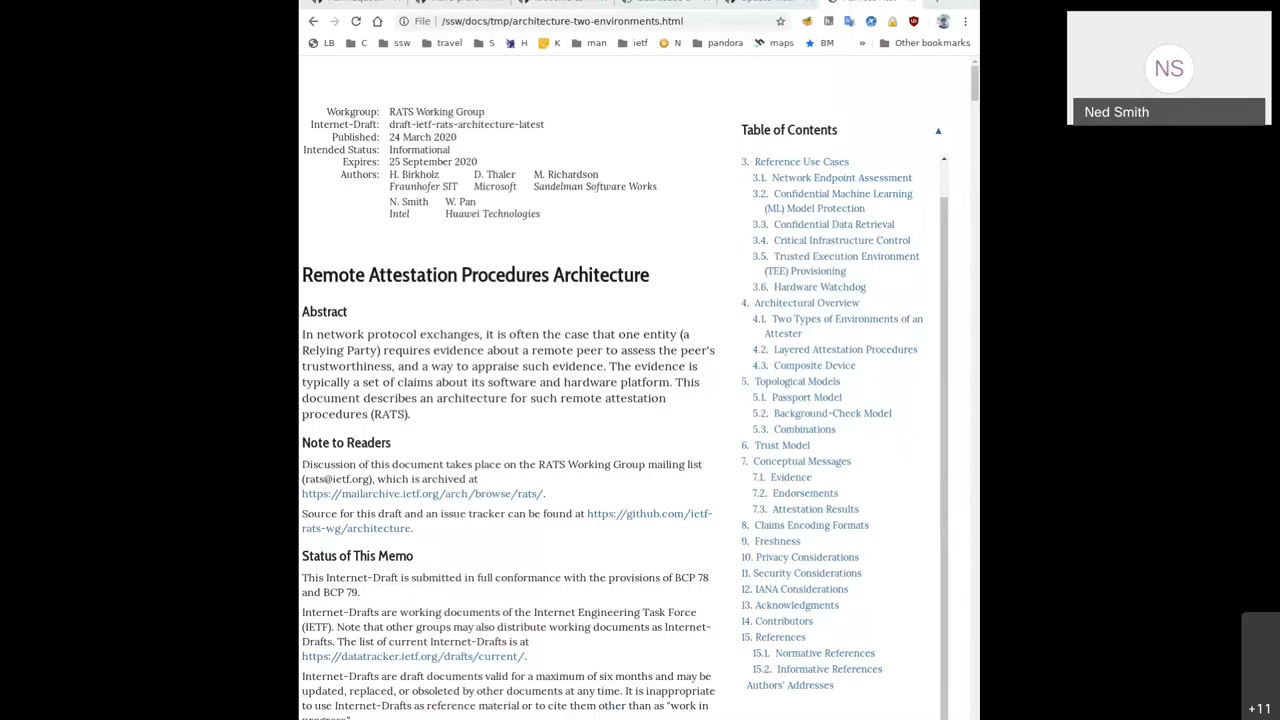 File | /ssw/docs/tmp/architecture-two-environments.html
LB C ssw travel S H K man ietf N pandora maps BM » Other bookmarks
NS
Ned Smith
Workgroup: RATS Working Group
Internet-Draft: draft-ietf-rats-architecture-latest
Published: 24 March 2020
Intended Status: Informational
Expires: 25 September 2020
Authors: H. Birkholz D. Thaler M. Richardson
Fraunhofer SIT Microsoft Sandelman Software Works
N. Smith W. Pan
Intel Huawei Technologies
Remote Attestation Procedures Architecture
Abstract
In network protocol exchanges, it is often the case that one entity (a
Relying Party) requires evidence about a remote peer to assess the peer's
trustworthiness, and a way to appraise such evidence. The evidence is
typically a set of claims about its software and hardware platform. This
document describes an architecture for such remote attestation
procedures (RATS).
Note to Readers
Discussion of this document takes place on the RATS Working Group mailing list
(rats@ietf.org), which is archived at
https://mailarchive.ietf.org/arch/browse/rats/.
Source for this draft and an issue tracker can be found at https://github.com/ietf-
rats-wg/architecture.
Status of This Memo
This Internet-Draft is submitted in full conformance with the provisions of BCP 78
and BCP 79.
Internet-Drafts are working documents of the Internet Engineering Task Force
(IETF). Note that other groups may also distribute working documents as Internet-
Drafts. The list of current Internet-Drafts is at
https://datatracker.ietf.org/drafts/current/.
Internet-Drafts are draft documents valid for a maximum of six months and may be
updated, replaced, or obsoleted by other documents at any time. It is inappropriate
to use Internet-Drafts as reference material or to cite them other than as "work in
progress."
Table of Contents ▲
3. Reference Use Cases
3.1. Network Endpoint Assessment
3.2. Confidential Machine Learning
(ML) Model Protection
3.3. Confidential Data Retrieval
3.4. Critical Infrastructure Control
3.5. Trusted Execution Environment
(TEE) Provisioning
3.6. Hardware Watchdog
4. Architectural Overview
4.1. Two Types of Environments of an
Attester
4.2. Layered Attestation Procedures
4.3. Composite Device
5. Topological Models
5.1. Passport Model
5.2. Background-Check Model
5.3. Combinations
6. Trust Model
7. Conceptual Messages
7.1. Evidence
7.2. Endorsements
7.3. Attestation Results
8. Claims Encoding Formats
9. Freshness
10. Privacy Considerations
11. Security Considerations
12. IANA Considerations
13. Acknowledgments
14. Contributors
15. References
15.1. Normative References
15.2. Informative References
Authors' Addresses
+11